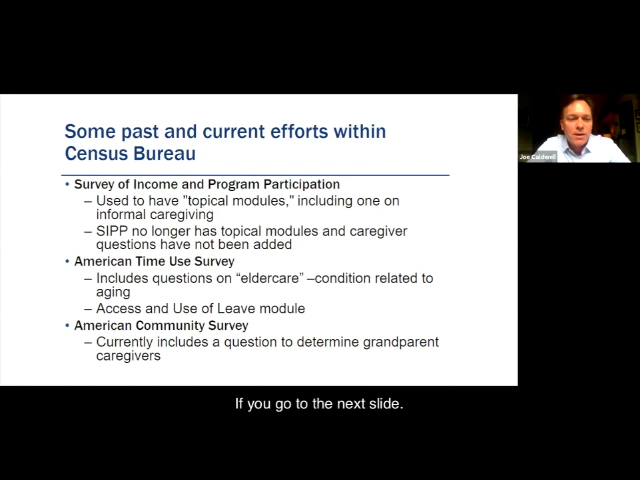 Some past and current efforts within
Census Bureau
• Survey of Income and Program Participation
– Used to have "topical modules," including one on
informal caregiving
– SIPP no longer has topical modules and caregiver
questions have not been added
• American Time Use Survey
– Includes questions on “eldercare” –condition related to
aging
– Access and Use of Leave module
• American Community Survey
– Currently includes a question to determine grandparent
caregivers
Joe Caldwell
If you go to the next slide.